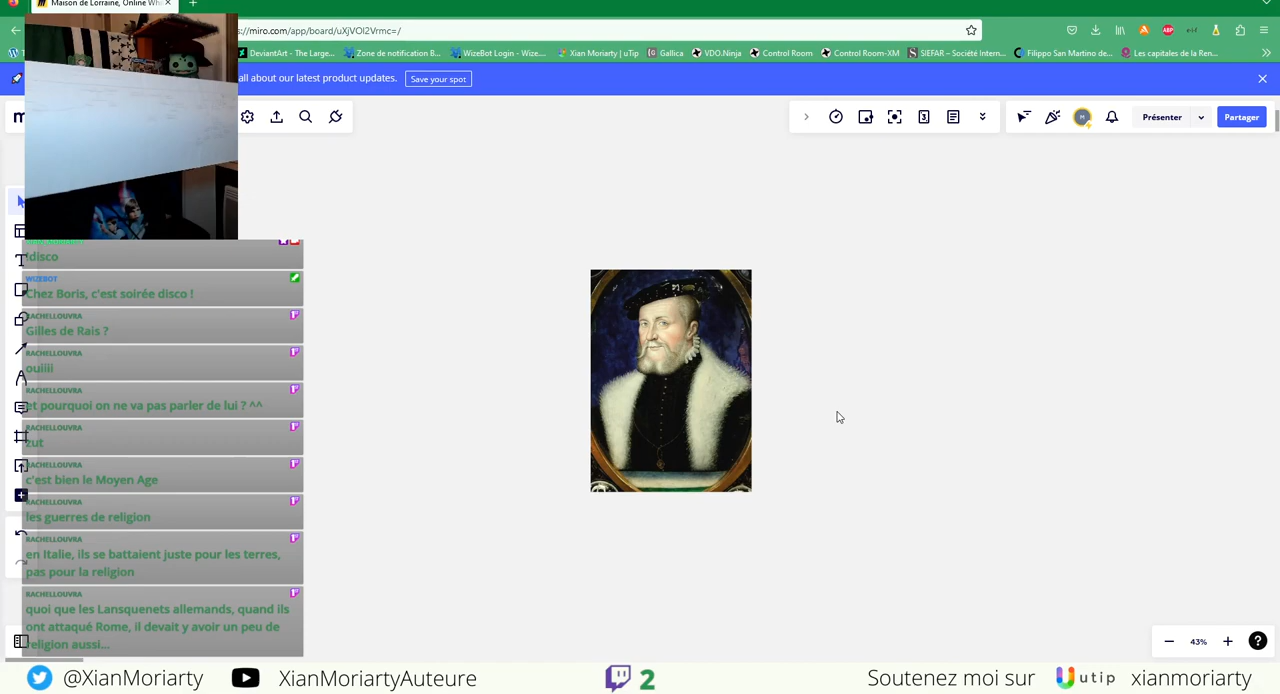 Maison de Lorraine, Online Whi
s://miro.com/app/board/uXjVOI2Vrmc=/
DeviantArt - The Large...
Zone de notification B...
WizeBot Login - Wize...
Xian Moriarty | uTip
Gallica
VDO.Ninja
Control Room
Control Room-XM
SIEFAR – Société Intern...
Filippo San Martino de...
Les capitales de la Ren...
all about our latest product updates.
Save your spot
Présenter
Partager
!disco
WIZEBOT
Chez Boris, c'est soirée disco !
RACHELLOUVRA
Gilles de Rais ?
RACHELLOUVRA
ouiiii
RACHELLOUVRA
et pourquoi on ne va pas parler de lui ? ^^
RACHELLOUVRA
zut
RACHELLOUVRA
c'est bien le Moyen Age
RACHELLOUVRA
les guerres de religion
RACHELLOUVRA
en Italie, ils se battaient juste pour les terres,
pas pour la religion
RACHELLOUVRA
quoi que les Lansquenets allemands, quand ils
ont attaqué Rome, il devait y avoir un peu de
religion aussi...
43%
@XianMoriarty
XianMoriartyAuteure
2
Soutenez moi sur
utip
xianmoriarty